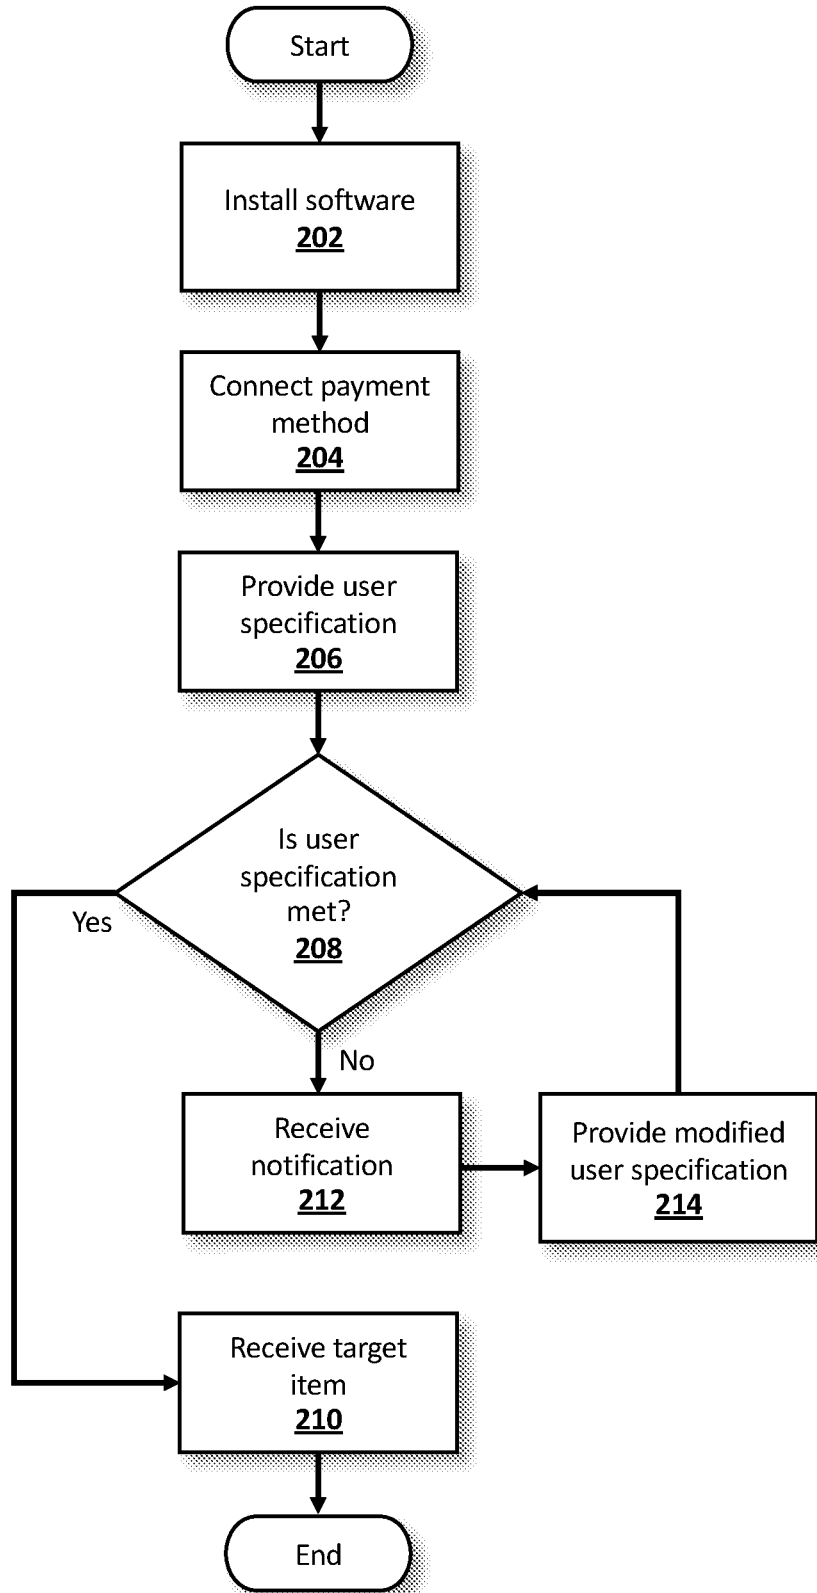 Start
Install software
202
Connect payment
method
204
Provide user
specification
206
Is user
specification
met?
208
Yes
No
Receive
notification
212
Provide modified
user specification
214
Receive target
item
210
End